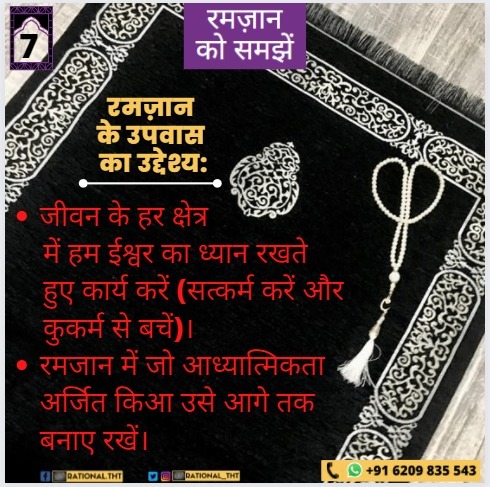 7
रमज़ान
को समझें
रमज़ान
के उपवास
का उद्देश्य:
• जीवन के हर क्षेत्र
में हम ईश्वर का ध्यान रखते
हुए कार्य करें (सत्कर्म करें और
कुकर्म से बचें)।
• रमजान में जो आध्यात्मिकता
अर्जित किआ उसे आगे तक
बनाए रखें।
RATIONAL.THT RATIONAL_THT
+91 6209 835 543